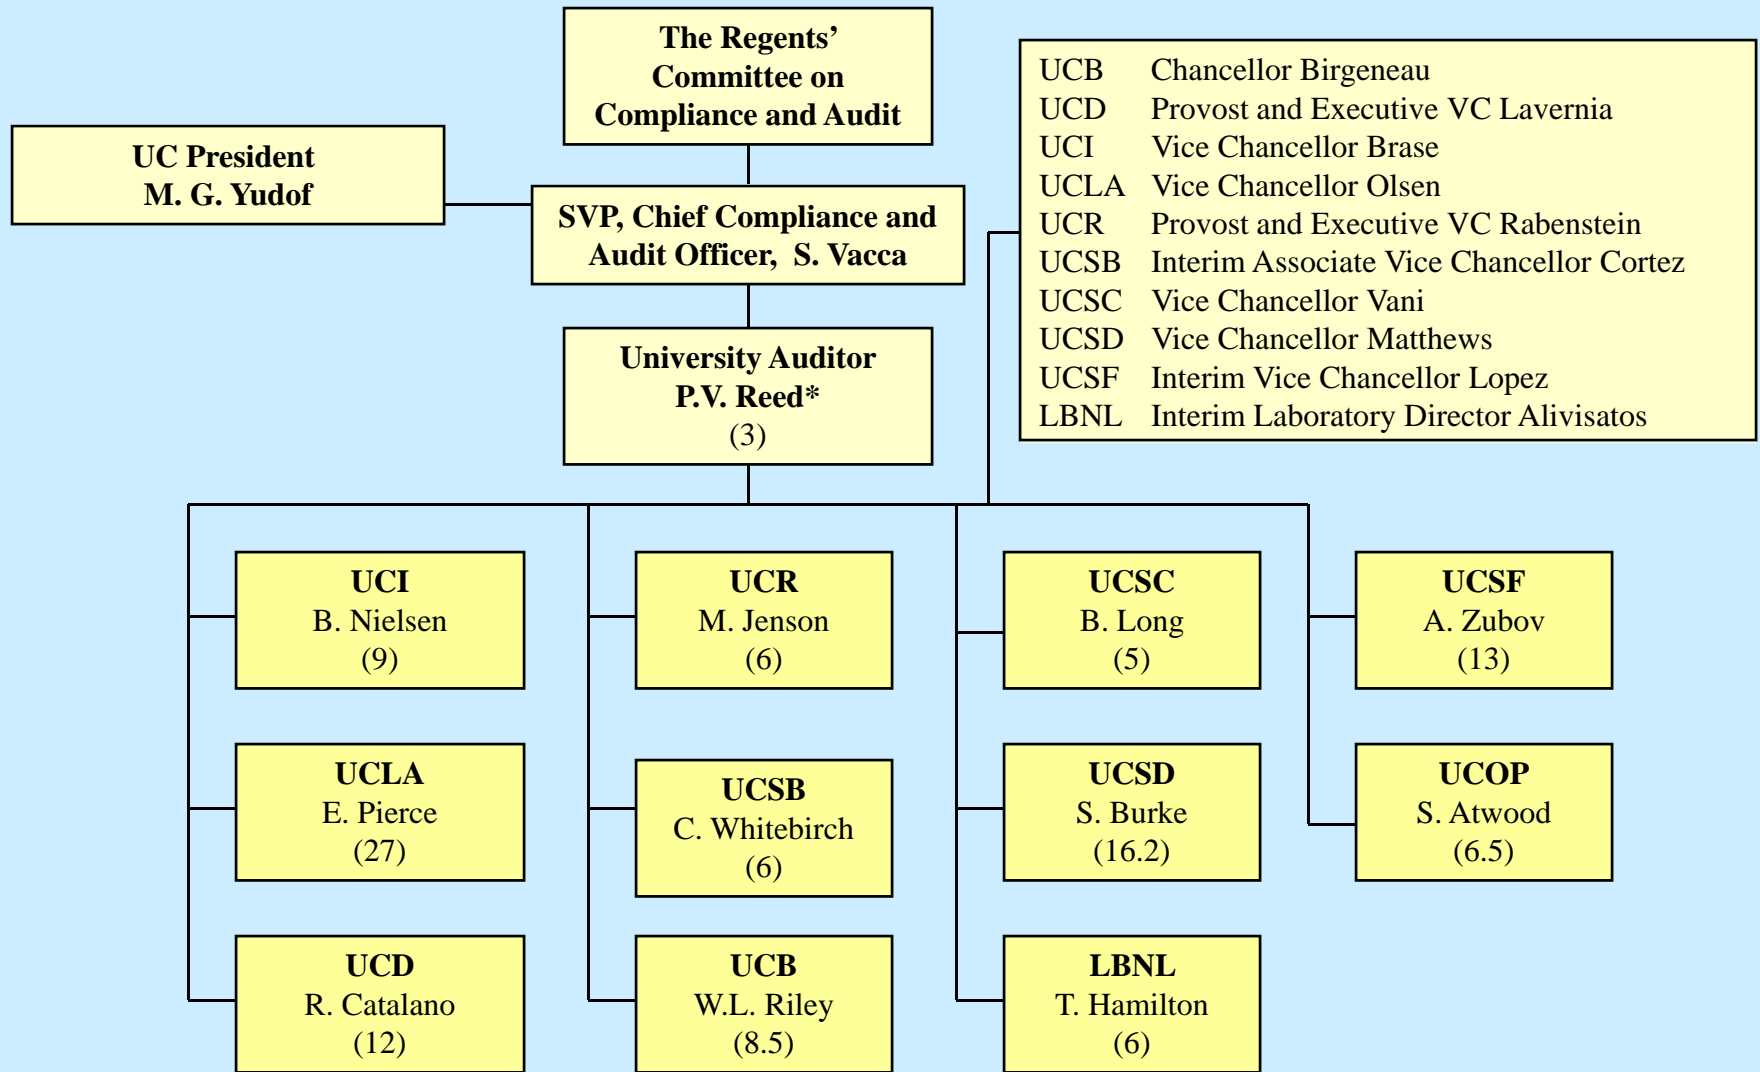 The Regents’
Committee on
Compliance and Audit
UC President
M. G. Yudof
SVP, Chief Compliance and
Audit Officer,  S. Vacca
University Auditor
P.V. Reed*
(3)
UCB Chancellor Birgeneau
UCD Provost and Executive VC Lavernia
UCI Vice Chancellor Brase
UCLA Vice Chancellor Olsen
UCR Provost and Executive VC Rabenstein
UCSB Interim Associate Vice Chancellor Cortez
UCSC Vice Chancellor Vani
UCSD Vice Chancellor Matthews
UCSF Interim Vice Chancellor Lopez
LBNL Interim Laboratory Director Alivisatos
UCI
B. Nielsen
(9)
UCR
M. Jenson
(6)
UCSC
B. Long
(5)
UCSF
A. Zubov
(13)
UCLA
E. Pierce
(27)
UCSB
C. Whitebirch
(6)
UCSD
S. Burke
(16.2)
UCOP
S. Atwood
(6.5)
UCD
R. Catalano
(12)
UCB
W.L. Riley
(8.5)
LBNL
T. Hamilton
(6)